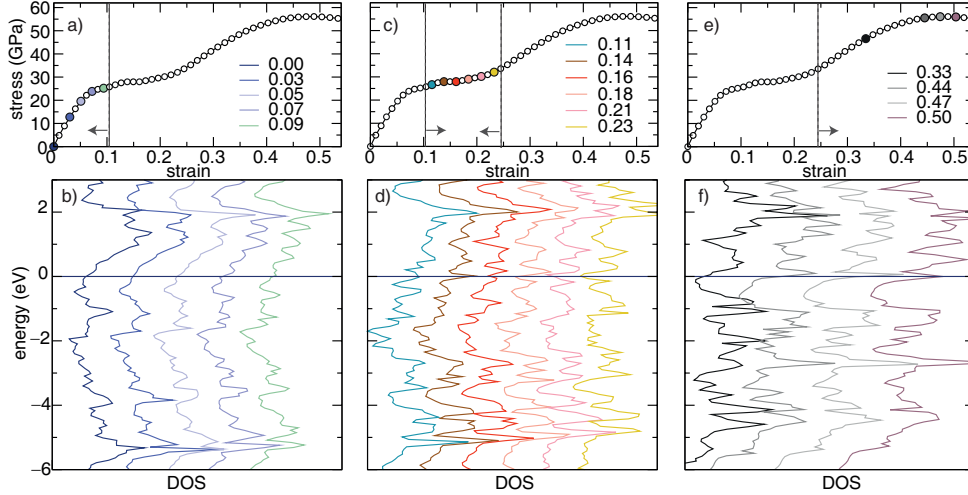 stress (GPa)
60
50
40
30
20
10
0
a)
0.00
0.03
0.05
0.07
0.09
0 0.1 0.2 0.3 0.4 0.5
strain
c)
0.11
0.14
0.16
0.18
0.21
0.23
0 0.1 0.2 0.3 0.4 0.5
strain
e)
0.33
0.44
0.47
0.50
0 0.1 0.2 0.3 0.4 0.5
strain
energy (eV)
2
0
−2
−4
−6
b)
DOS
d)
DOS
f)
DOS